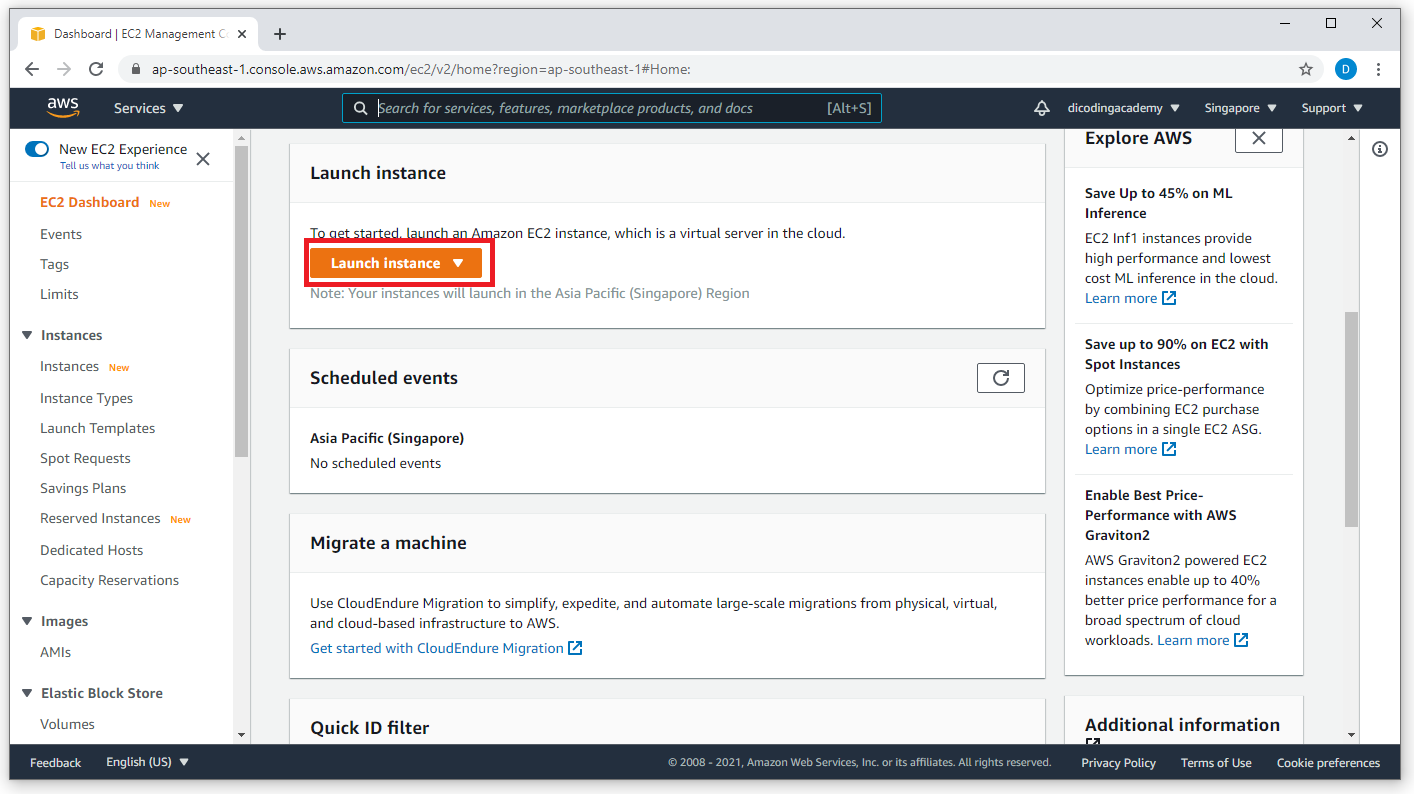 Dashboard | EC2 Management Co
ap-southeast-1.console.aws.amazon.com/ec2/v2/home?region=ap-southeast-1#Home:
D
aws
Services
Search for services, features, marketplace products, and docs
[Alt+S]
dicodingacademy
Singapore
Support
New EC2 Experience
Tell us what you think
EC2 Dashboard New
Events
Tags
Limits
Instances
Instances New
Instance Types
Launch Templates
Spot Requests
Savings Plans
Reserved Instances New
Dedicated Hosts
Capacity Reservations
Images
AMIs
Elastic Block Store
Volumes
Launch instance
To get started, launch an Amazon EC2 instance, which is a virtual server in the cloud.
Launch instance
Note: Your instances will launch in the Asia Pacific (Singapore) Region
Scheduled events
Asia Pacific (Singapore)
No scheduled events
Migrate a machine
Use CloudEndure Migration to simplify, expedite, and automate large-scale migrations from physical, virtual,
and cloud-based infrastructure to AWS.
Get started with CloudEndure Migration
Quick ID filter
Explore AWS
Save Up to 45% on ML
Inference
EC2 Inf1 instances provide
high performance and lowest
cost ML inference in the cloud.
Learn more
Save up to 90% on EC2 with
Spot Instances
Optimize price-performance
by combining EC2 purchase
options in a single EC2 ASG.
Learn more
Enable Best Price-
Performance with AWS
Graviton2
AWS Graviton2 powered EC2
instances enable up to 40%
better price performance for a
broad spectrum of cloud
workloads. Learn more
Additional information
Feedback
English (US)
© 2008 - 2021, Amazon Web Services, Inc. or its affiliates. All rights reserved.
Privacy Policy
Terms of Use
Cookie preferences